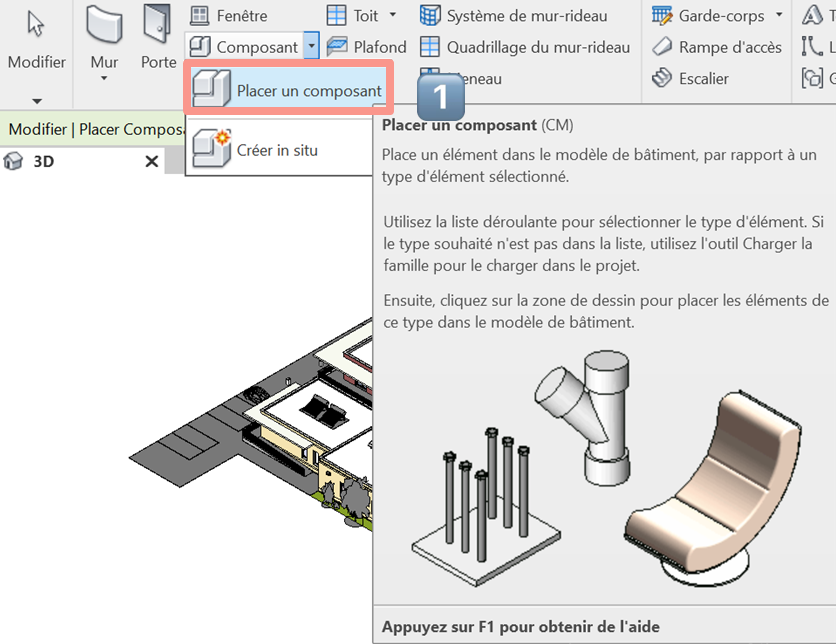 Modifier
Mur
Porte
Fenêtre
Composant
Toit
Plafond
Système de mur-rideau
Quadrillage du mur-rideau
Garde-corps
Rampe d'accès
Escalier
Placer un composant
1
Créer in situ
3D
Placer un composant (CM)
Place un élément dans le modèle de bâtiment, par rapport à un
type d'élément sélectionné.
Utilisez la liste déroulante pour sélectionner le type d'élément. Si
le type souhaité n'est pas dans la liste, utilisez l'outil Charger la
famille pour le charger dans le projet.
Ensuite, cliquez sur la zone de dessin pour placer les éléments de
ce type dans le modèle de bâtiment.
Appuyez sur F1 pour obtenir de l'aide
Modifier | Placer